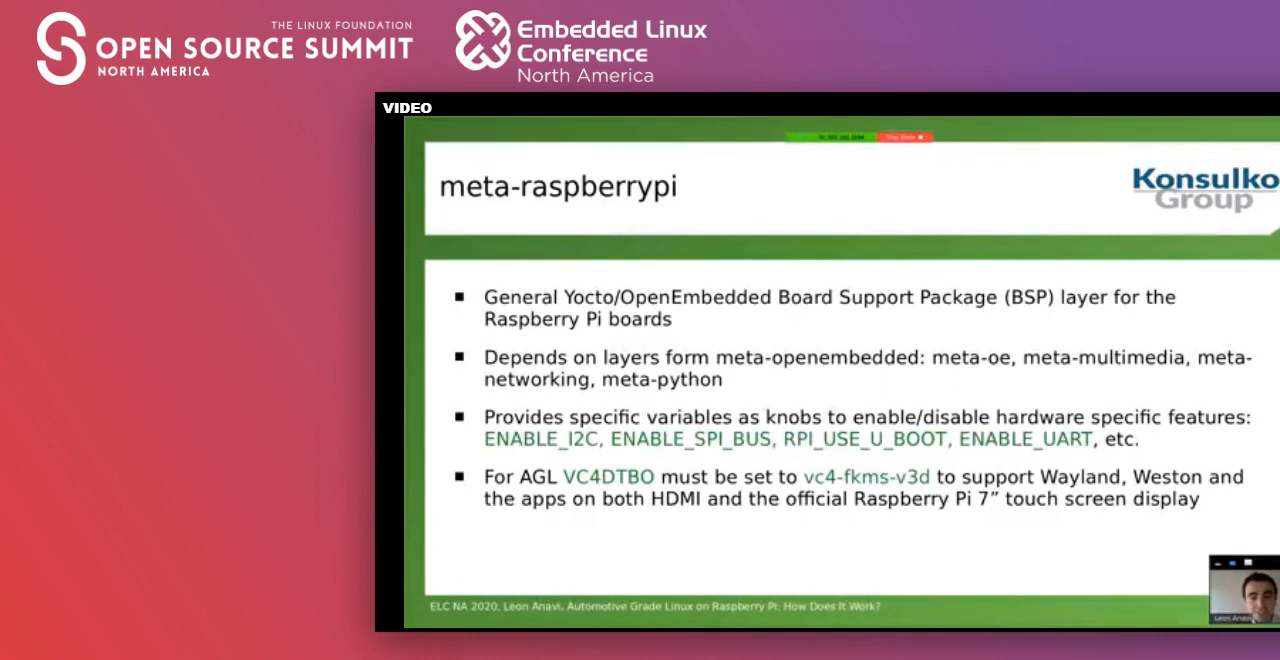 THE LINUX FOUNDATION
OPEN SOURCE SUMMIT
NORTH AMERICA
Embedded Linux
Conference
North America
VIDEO
meta-raspberrypi
Konsulko
Group
■ General Yocto/OpenEmbedded Board Support Package (BSP) layer for the
Raspberry Pi boards
■ Depends on layers form meta-openembedded: meta-oe, meta-multimedia, meta-
networking, meta-python
■ Provides specific variables as knobs to enable/disable hardware specific features:
ENABLE_I2C, ENABLE_SPI_BUS, RPI_USE_U_BOOT, ENABLE_UART, etc.
■ For AGL VC4DTBO must be set to vc4-fkms-v3d to support Wayland, Weston and
the apps on both HDMI and the official Raspberry Pi 7” touch screen display
ELC NA 2020, Leon Anavi, Automotive Grade Linux on Raspberry Pi: How Does It Work?
Leon Anavi